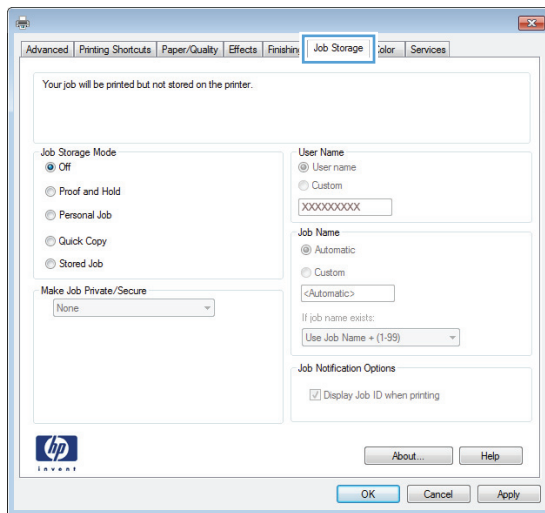 Advanced Printing Shortcuts Paper/Quality Effects Finishing Job Storage Color Services
Your job will be printed but not stored on the printer.
Job Storage Mode
Off
Proof and Hold
Personal Job
Quick Copy
Stored Job
Make Job Private/Secure
None
User Name
User name
Custom
XXXXXXXXX
Job Name
Automatic
Custom
<Automatic>
If job name exists:
Use Job Name + (1-99)
Job Notification Options
Display Job ID when printing
hp
invent
About... Help
OK Cancel Apply